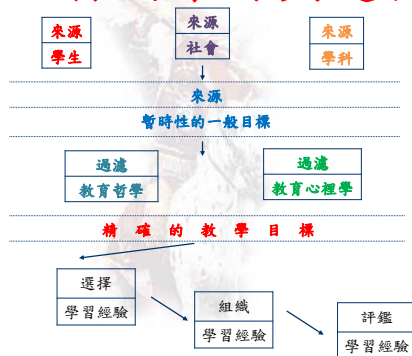 來源
學生
來源
社會
來源
學科
來源
暫時性的一般目標
過濾
教育哲學
過濾
教育心裡學
精確的教學目標
選擇
學習經驗
組織
學習經驗
評鑑
學習經驗